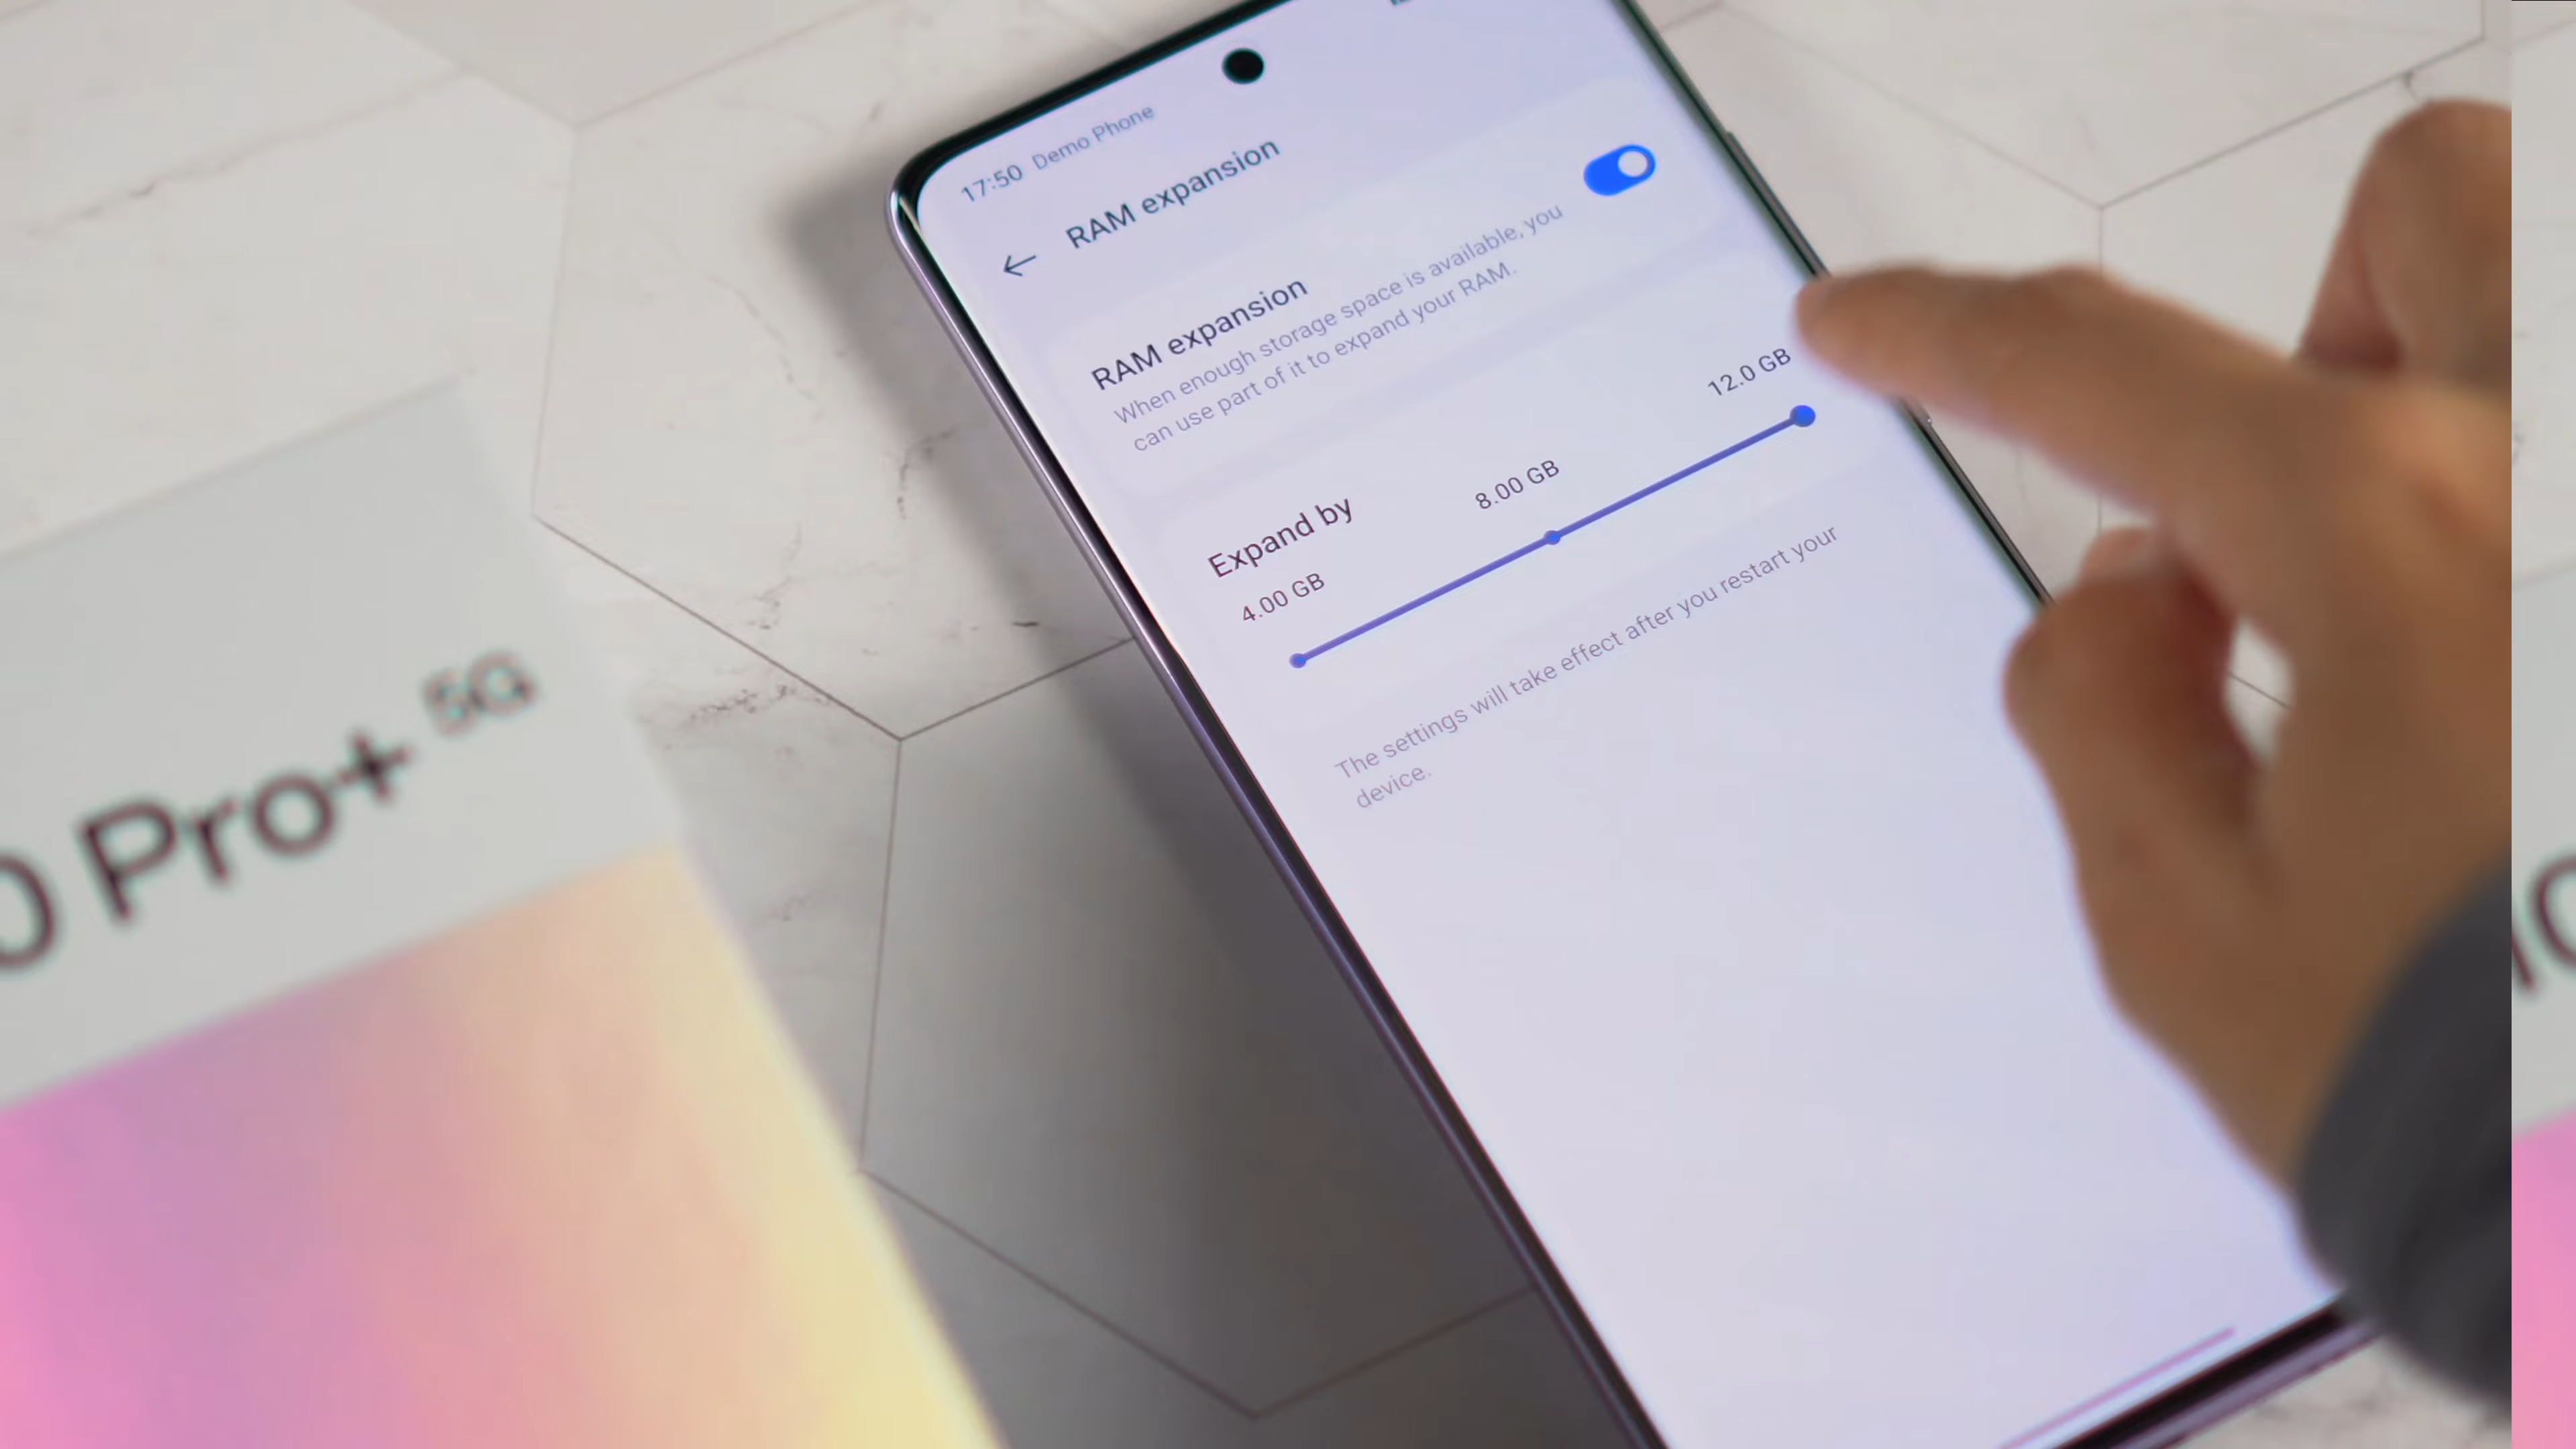 17:50 Demo Phone
RAM expansion
RAM expansion
When enough storage space is available, you
can use part of it to expand your RAM.
Expand by
4.00 GB 8.00 GB 12.0 GB
The settings will take effect after you restart your
device.
0 Pro+ 5G